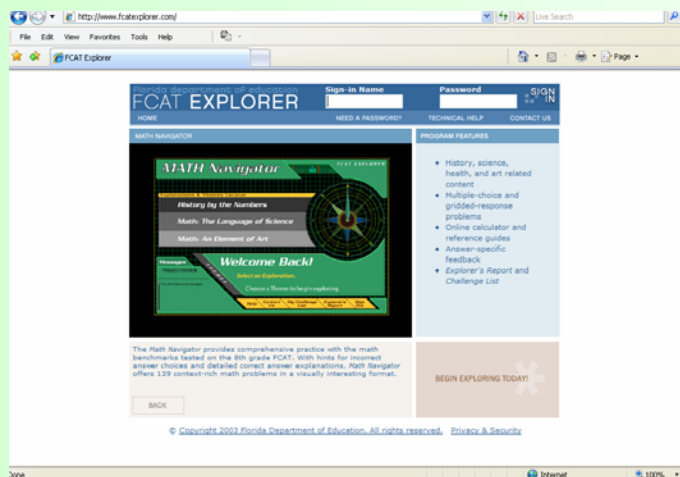 http://www.fcatexplorer.com/
Live Search
File Edit View Favorites Tools Help
FCAT Explorer
Page
Florida department of education
FCAT EXPLORER
Sign-in Name
Password
SIGN IN
HOME
NEED A PASSWORD?
TECHNICAL HELP
CONTACT US
MATH NAVIGATOR
PROGRAM FEATURES
MATH Navigator
FCAT EXPLORER
History by the Numbers
Math: The Language of Science
Math: An Element of Art
Messages
Welcome Back!
Select an Exploration.
Choose a Theme to begin exploring.
• History, science, health, and art related content
• Multiple-choice and gridded-response problems
• Online calculator and reference guides
• Answer-specific feedback
• Explorer's Report and Challenge List
The Math Navigator provides comprehensive practice with the math
benchmarks tested on the 8th grade FCAT. With hints for incorrect
answer choices and detailed correct answer explanations, Math Navigator
offers 139 context-rich math problems in a visually interesting format.
BACK
BEGIN EXPLORING TODAY!
© Copyright 2003 Florida Department of Education. All rights reserved. Privacy & Security
Done
Internet
100%